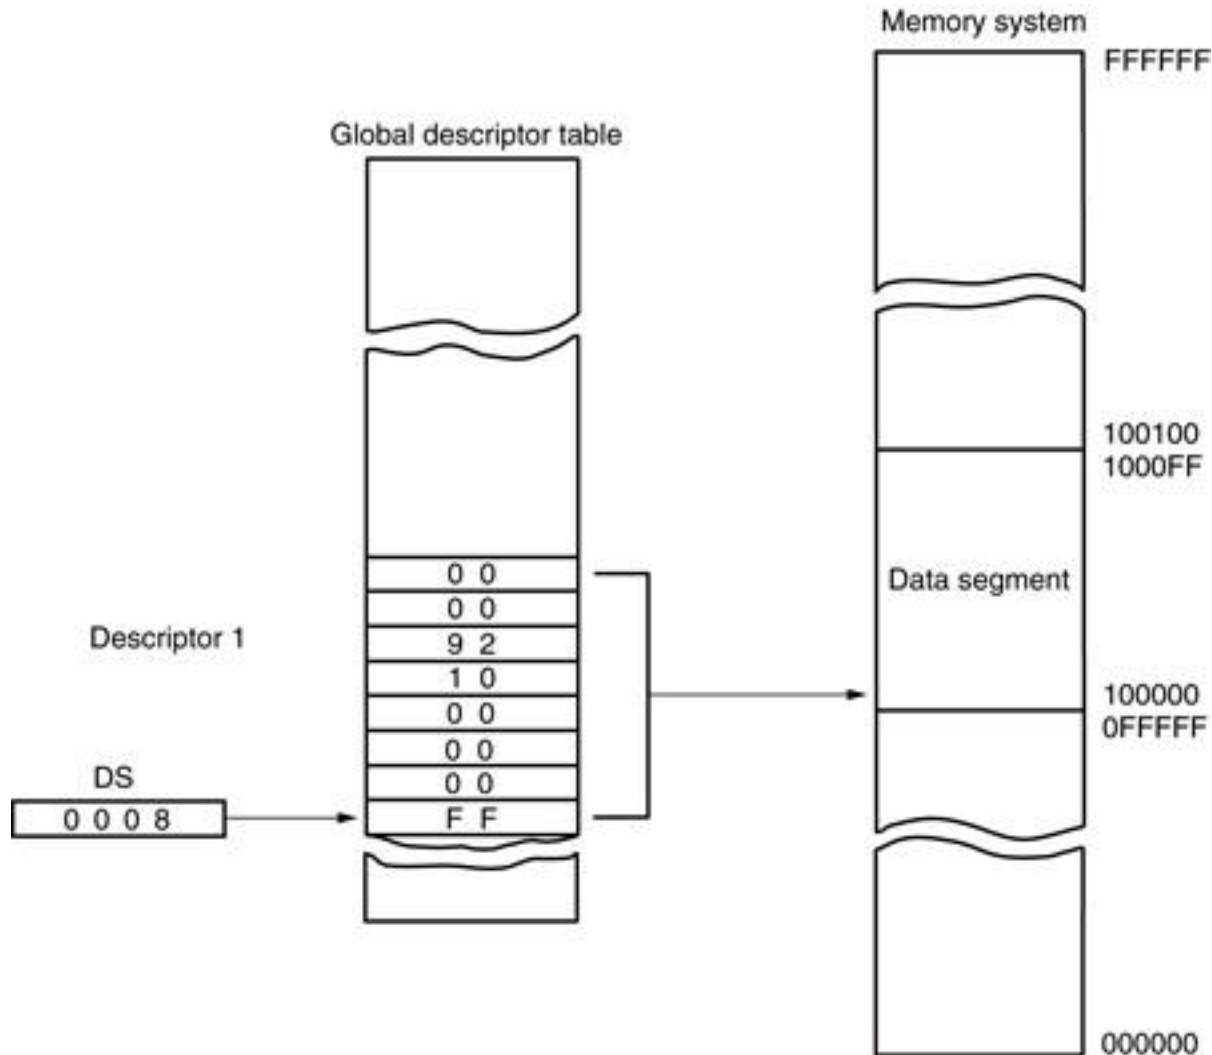 Memory system
FFFFFF
Global descriptor table
100100
1000FF
0 0
Data segment
0 0
Descriptor 1
9 2
1 0
100000
0 0
0FFFFF
0 0
DS
0 0
0 0 0 8
F F
000000